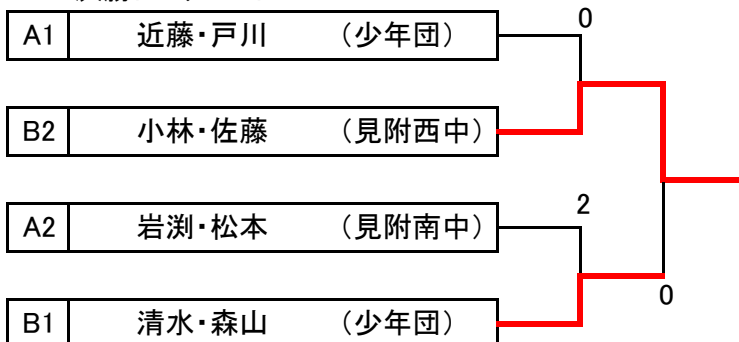 0
A1 近藤・戸川 （少年団）
B2 小林・佐藤 （見附西中）
2
A2 岩渕・松本 （見附南中）
0
B1 清水・森山 （少年団）